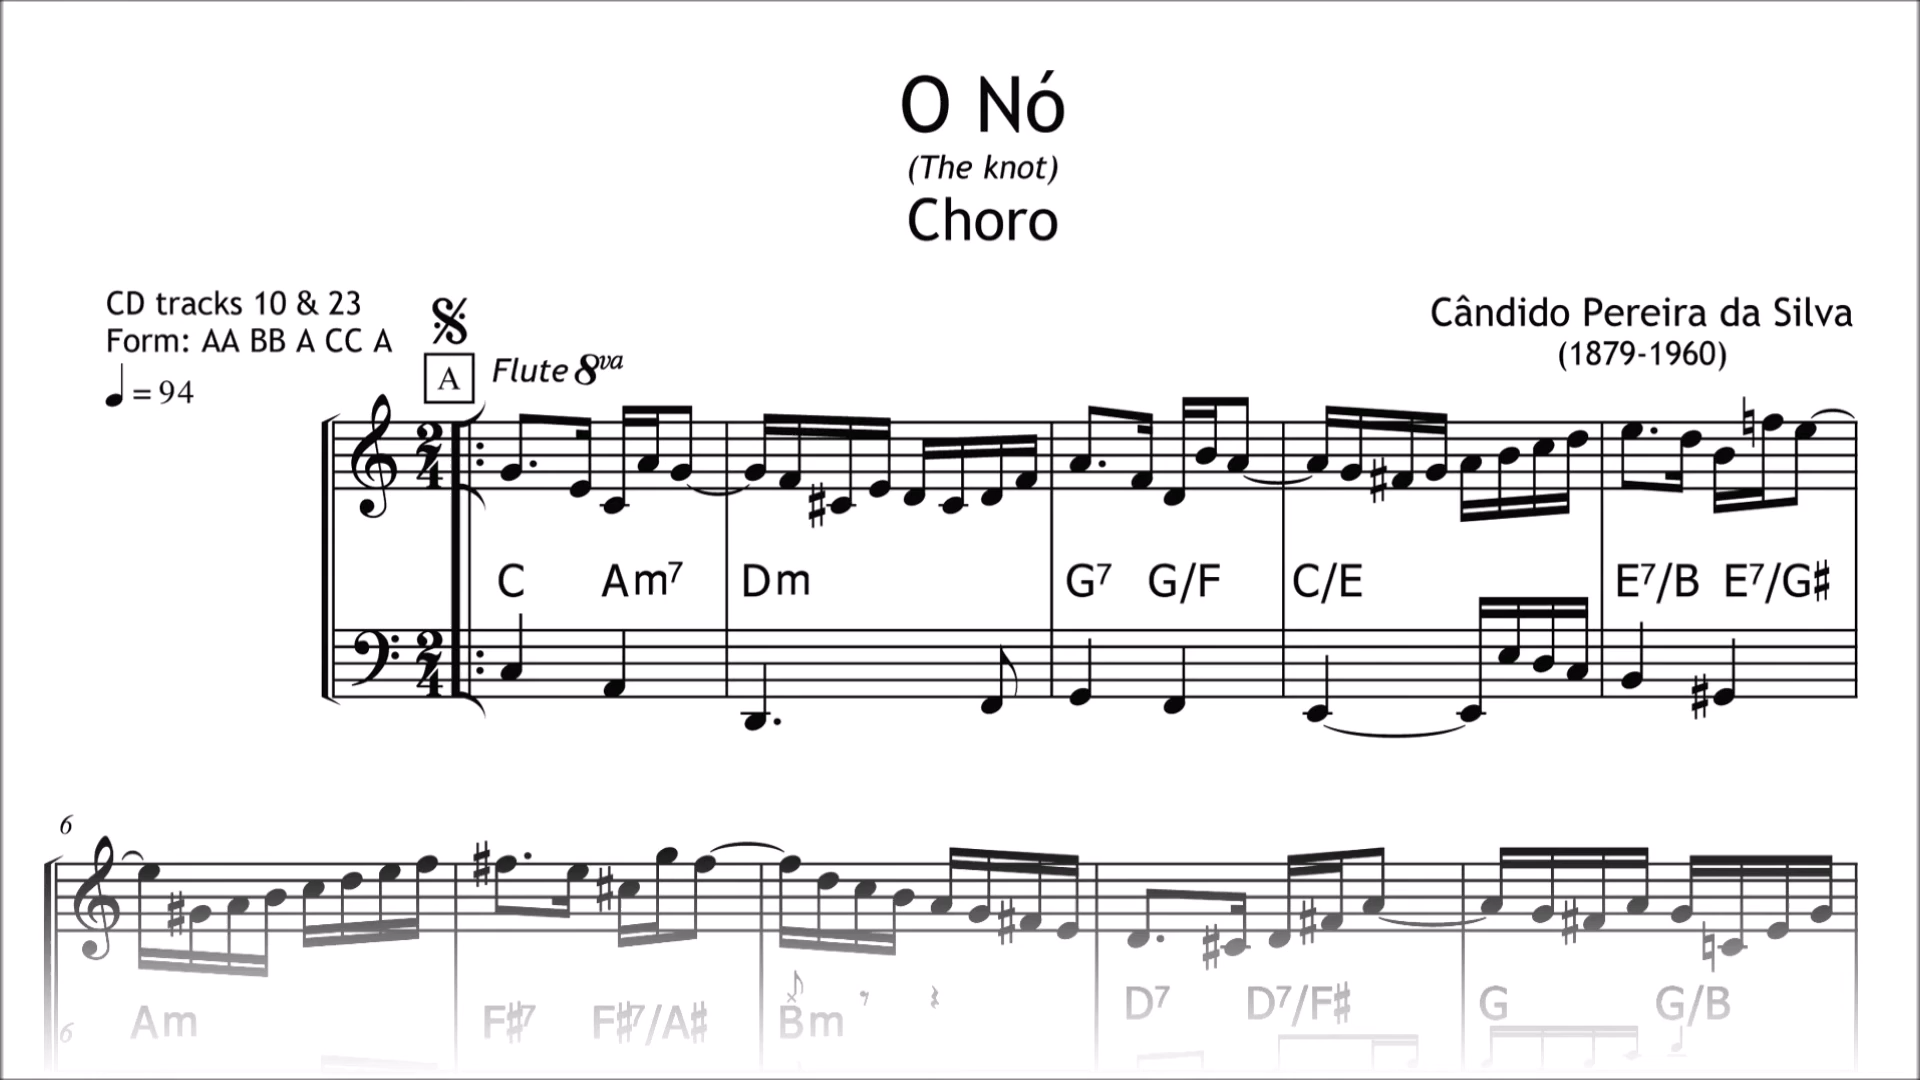 O Nó
(The knot)
Choro
CD tracks 10 & 23
Form: AA BB A CC A
♩ = 94
Cândido Pereira da Silva
(1879-1960)
A
Flute 8va
C Am7 Dm G7 G/F C/E E7/B E7/G♯
6
Am F♯7 F♯7/A♯ Bm D7 D7/F♯ G G/B
6